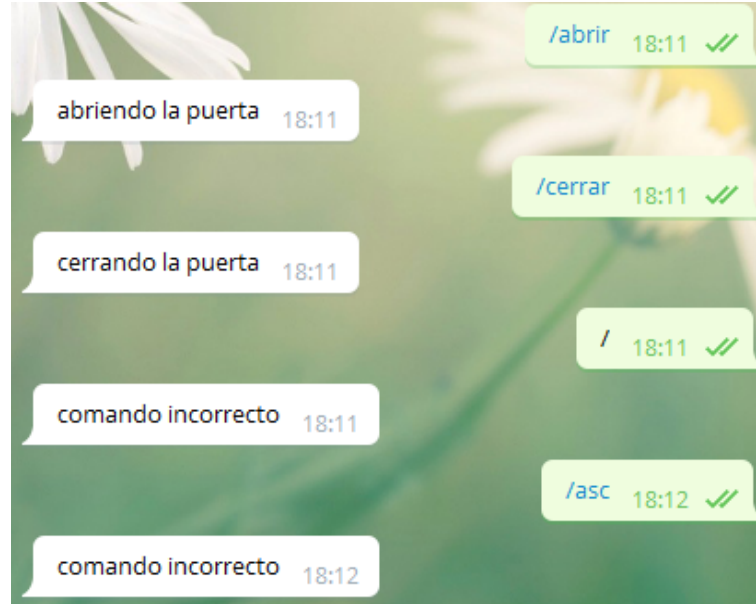 /abrir 18:11
abriendo la puerta 18:11
/cerrar 18:11
cerrando la puerta 18:11
/ 18:11
comando incorrecto 18:11
/asc 18:12
comando incorrecto 18:12